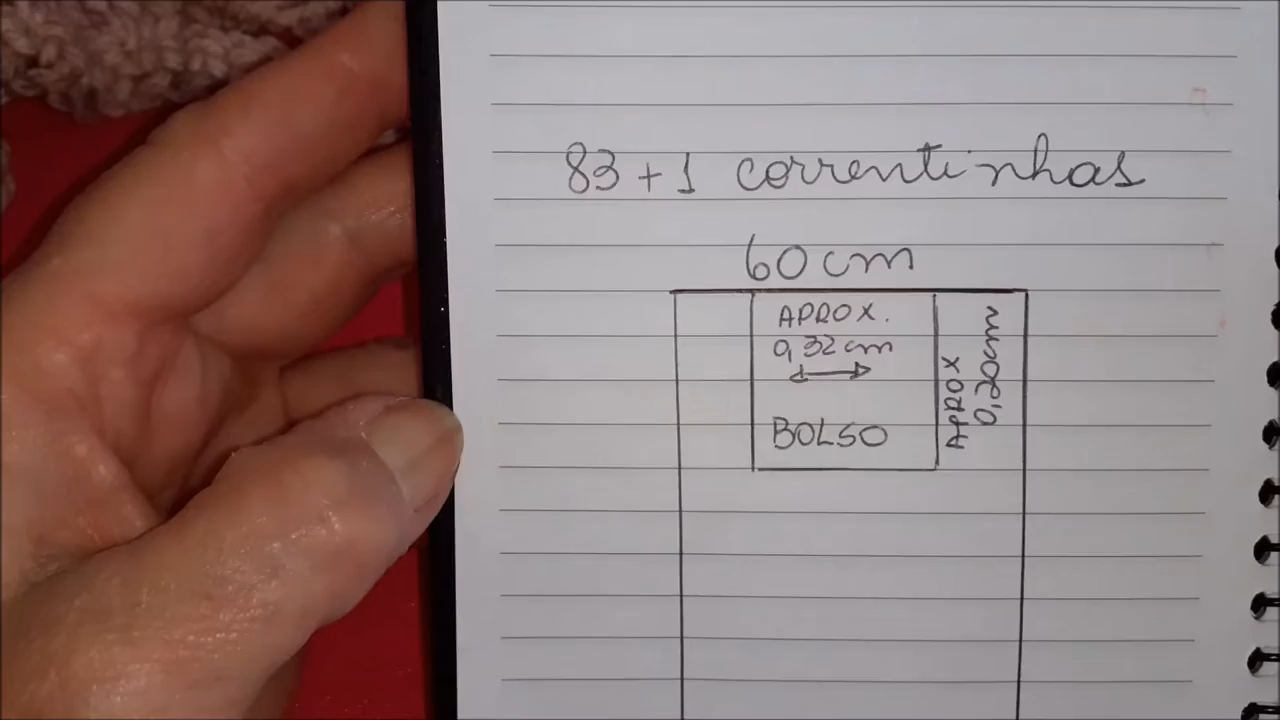 83 + 1 correntinhas
60 cm
APROX.
0,32 cm
BOLSO
APROX
0,20cm